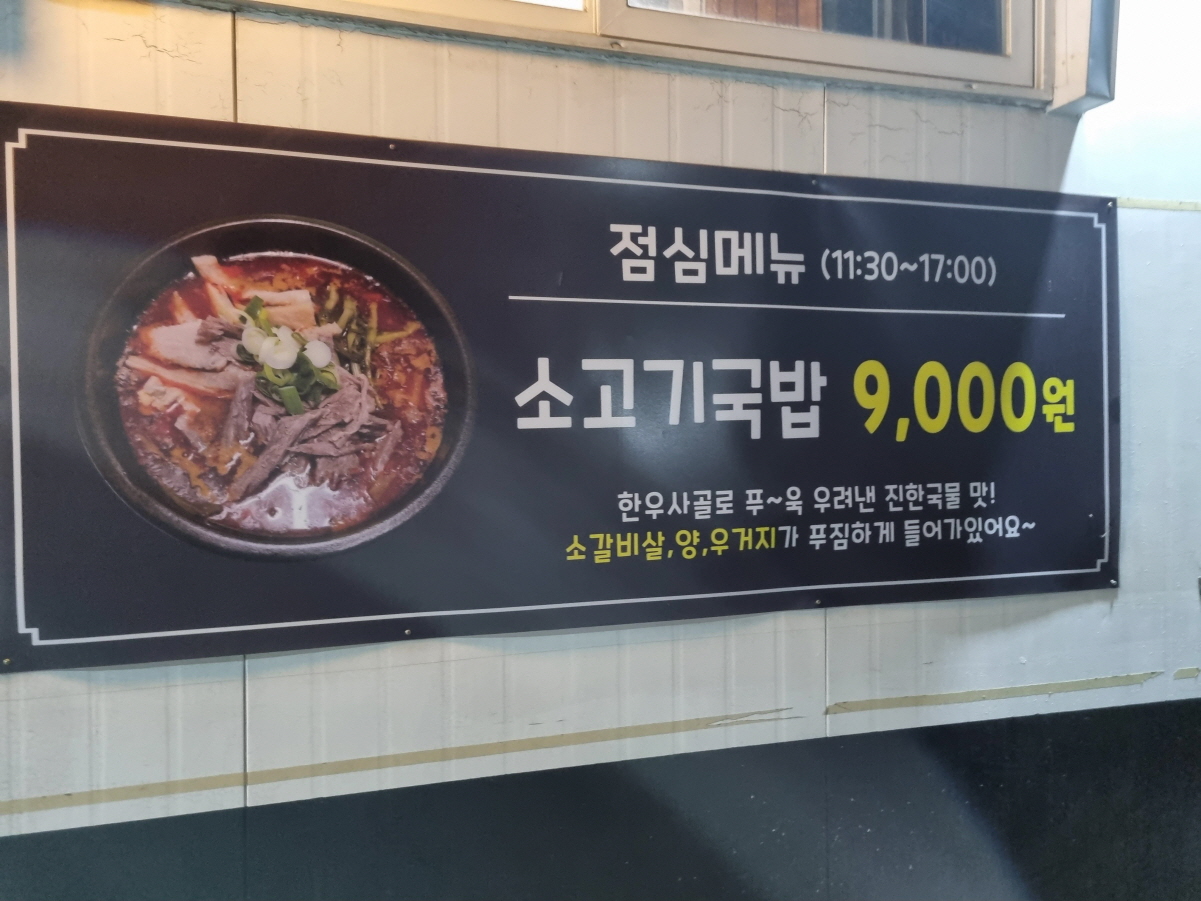 점심메뉴 (11:30~17:00)
소고기국밥 9,000원
한우사골로 푸~욱 우려낸 진한국물 맛!
소갈비살,양,우거지가 푸짐하게 들어가있어요~